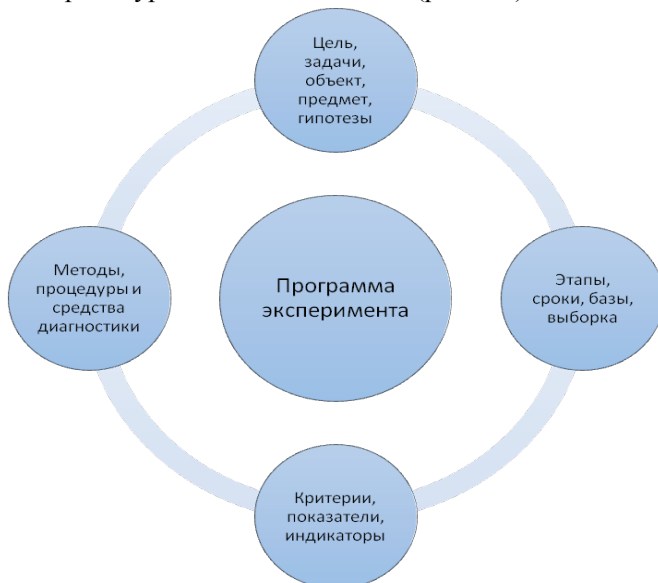 Цель,
задачи,
объект,
предмет,
гипотезы
Методы,
процедуры и
средства
диагностики
Программа
эксперимента
Этапы,
сроки, базы,
выборка
Критерии,
показатели,
индикаторы